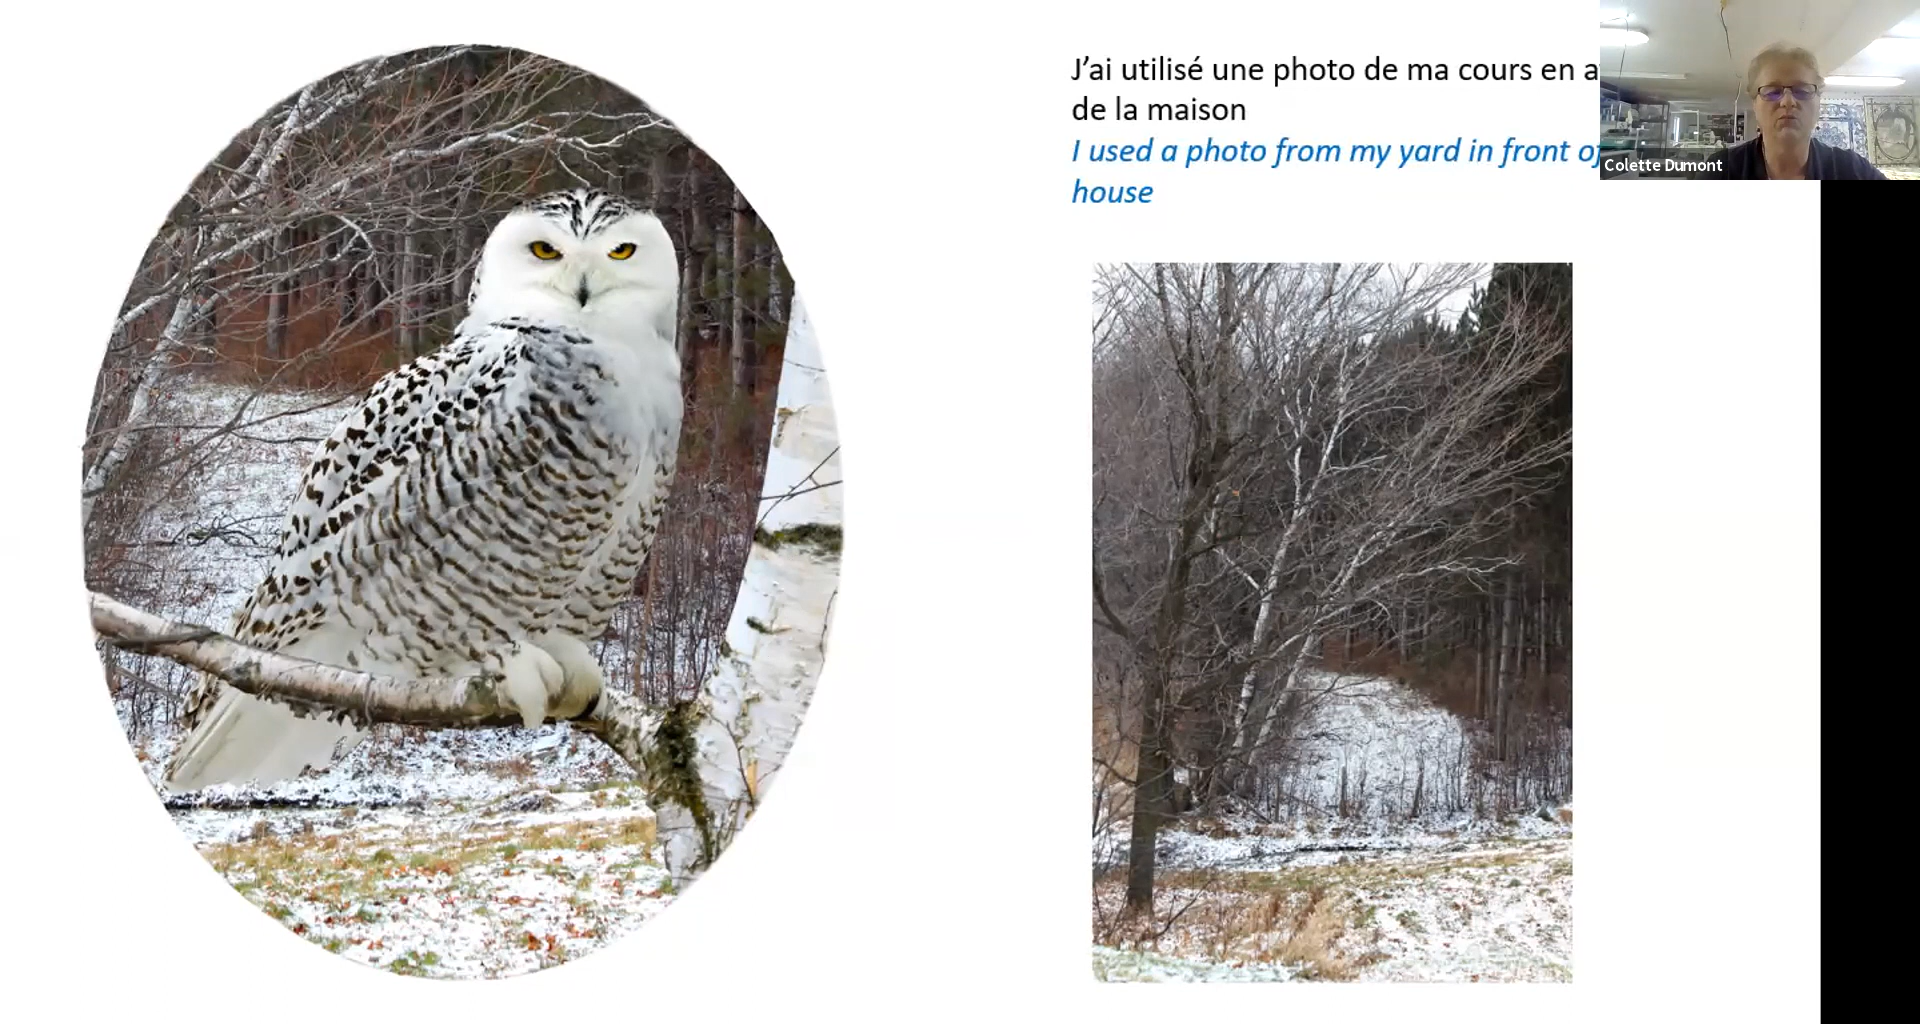 J’ai utilisé une photo de ma cours en
de la maison
I used a photo from my yard in front
house
Colette Dumont